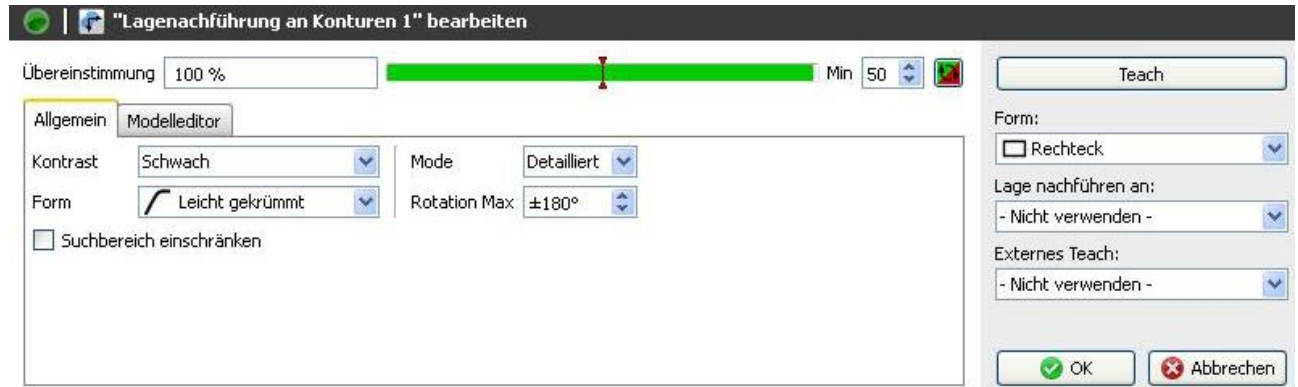 "Lagenachführung an Konturen 1" bearbeiten
Übereinstimmung 100 % Min 50
Teach
Allgemein Modelleditor
Form:
Kontrast Schwach Mode Detailliert
Rechteck
Lage nachführen an:
Form Leicht gekrümmt Rotation Max ±180°
- Nicht verwenden -
Suchbereich einschränken
Externes Teach:
- Nicht verwenden -
OK Abbrechen